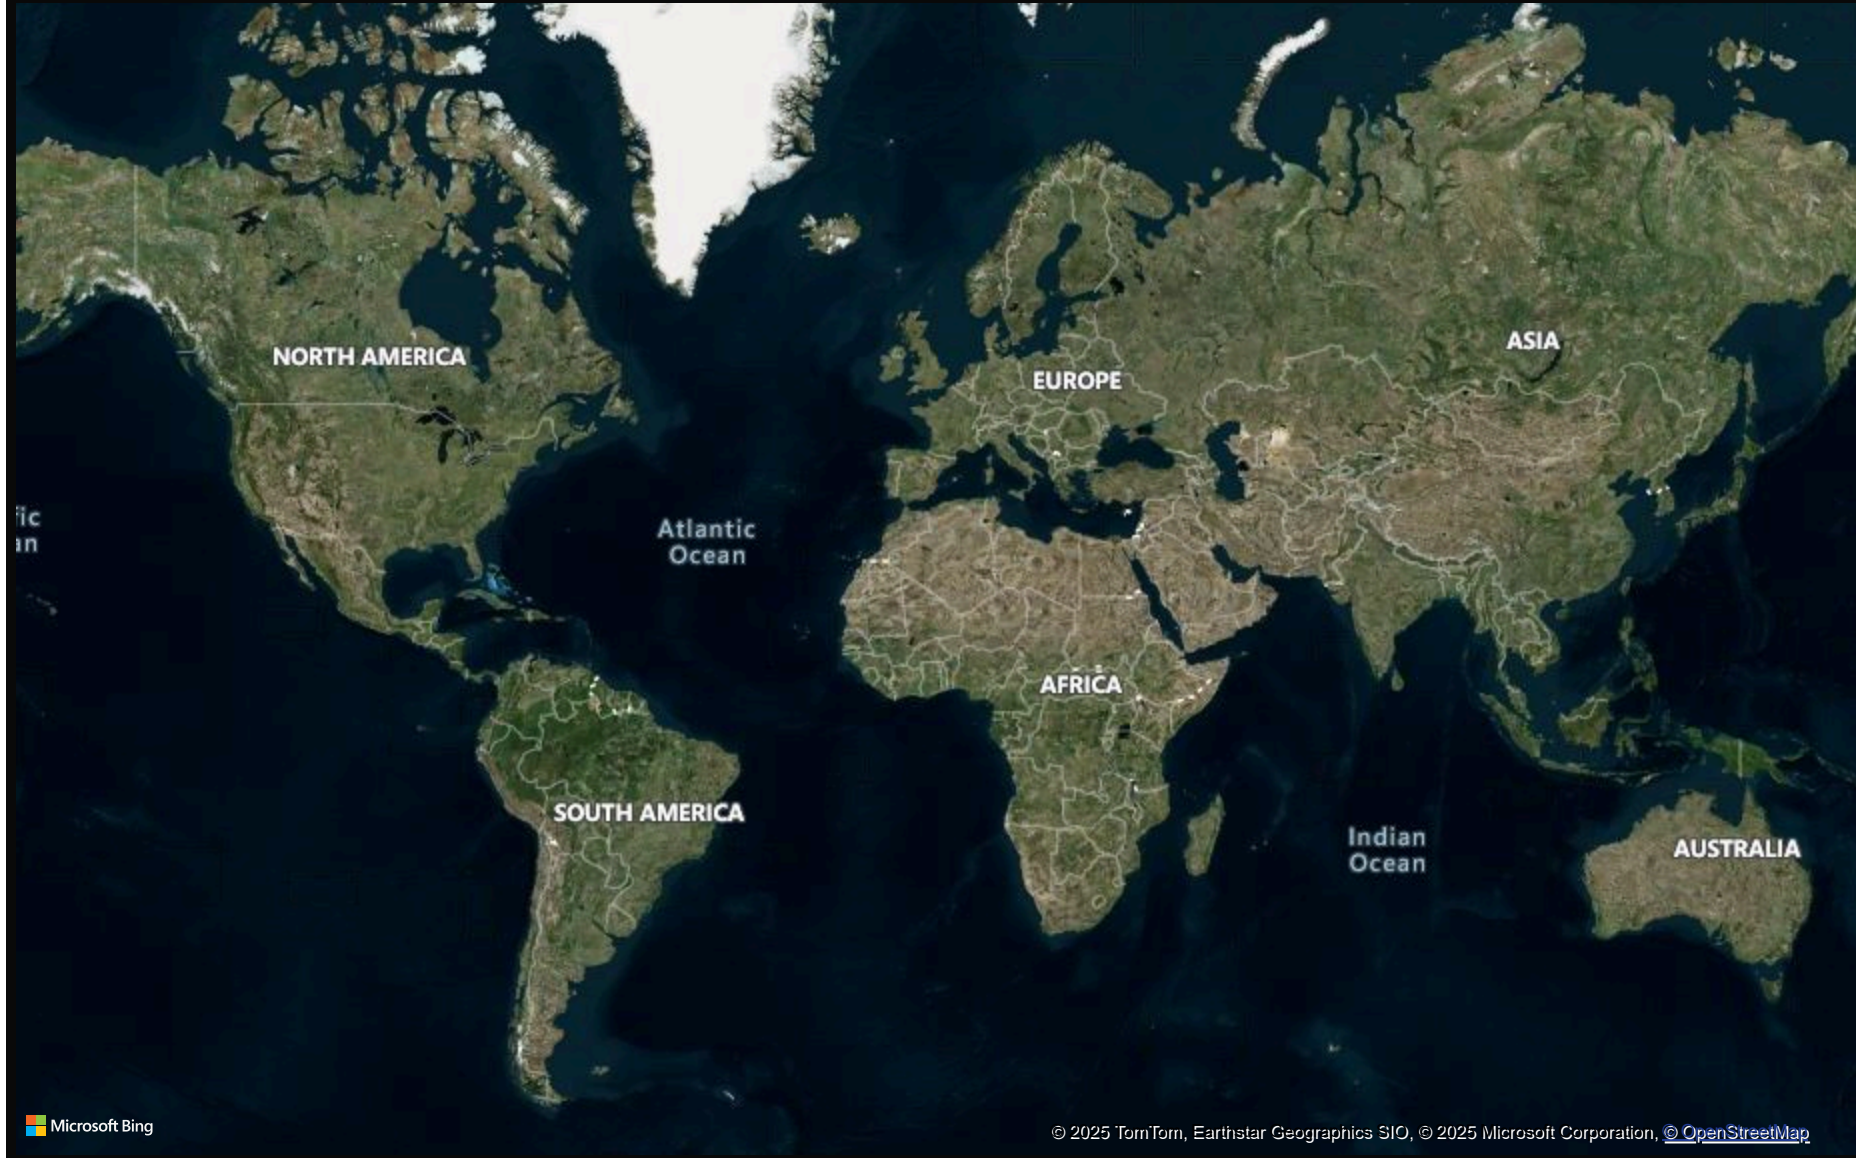 NORTH AMERICA
ASIA
EUROPE
Atlantic
Ocean
AFRICA
SOUTH AMERICA
Indian
Ocean
AUSTRALIA
Microsoft Bing
© 2025 TomTom, Earthstar Geographics SIO, © 2025 Microsoft Corporation, © OpenStreetMap